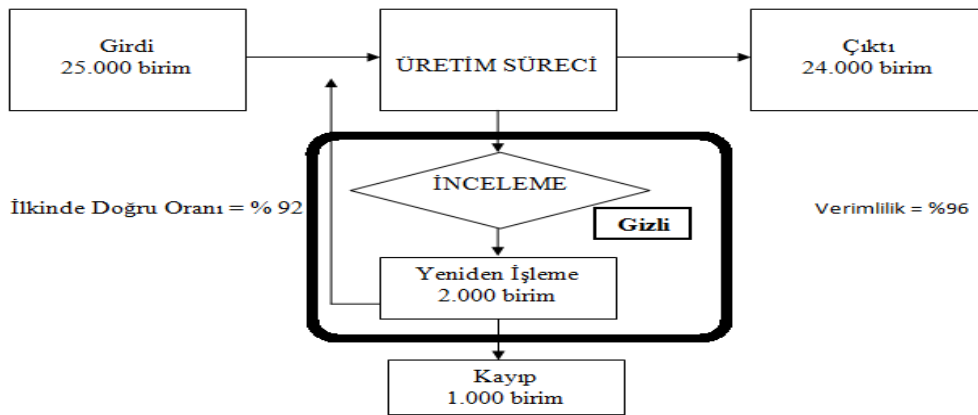 Girdi
25.000 birim
ÜRETİM SÜRECİ
Çıktı
24.000 birim
İNCELEME
İlkinde Doğru Oranı = % 92
Gizli
Verimlilik = %96
Yeniden İşleme
2.000 birim
Kayıp
1.000 birim